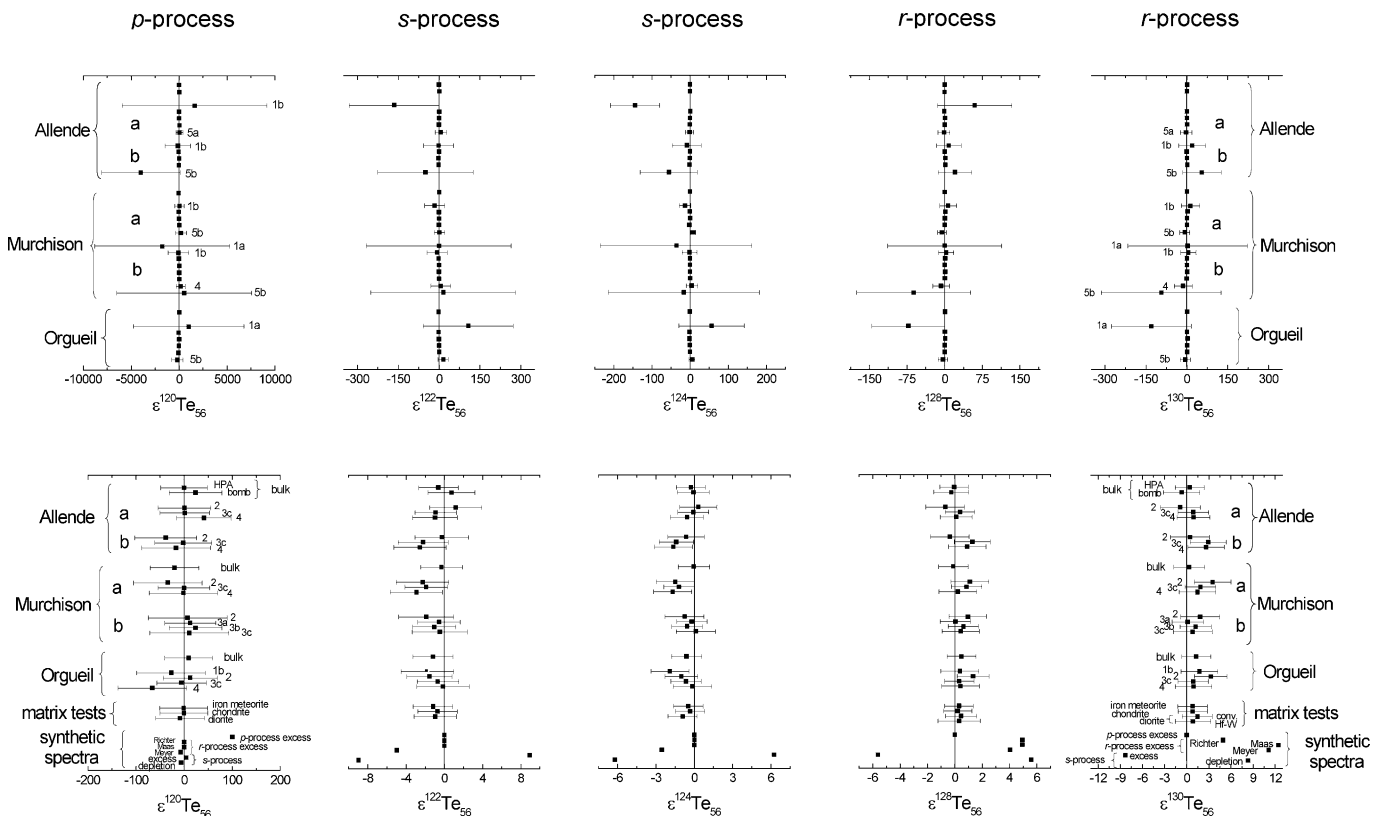 p-process s-process s-process r-process r-process
1b
Allende a 5a 5a a Allende
1b 1b
b b
5b 5b
1b 1b
a a
5b 5b
Murchison 1a 1a Murchison
1b 1b
b b
4 4
5b 5b
1a 1a
Orgueil Orgueil
5b 5b
-10000 -5000 0 5000 10000 -300 -150 0 150 300 -200 0 200 -150 -75 0 75 150 -300 -150 0 150 300
ε120Te56 ε122Te56 ε124Te56 ε128Te56 ε130Te56
HPA HPA
bomb bulk bulk bomb
2 2
Allende a 3c 3c a Allende
4 4
2 2
b 3c 3c b
4 4
bulk bulk
2 2
a 3c 3c a
4 4
Murchison Murchison
2 2
b 3a 3a b
3b 3b
3c 3c
bulk bulk
Orgueil 1b 1b Orgueil
2 2
3c 3c
4 4
iron meteorite iron meteorite
matrix tests chondrite chondrite conv. matrix tests
diorite diorite Hf-W
p-process excess p-process excess
synthetic Richter r-process excess Richter Maas synthetic
spectra Maas r-process excess Meyer spectra
Meyer
excess s-process s-process excess
depletion depletion
-200 -100 0 100 200 -8 -4 0 4 8 -6 -3 0 3 6 -6 -4 -2 0 2 4 6 -12 -9 -6 -3 0 3 6 9 12
ε120Te56 ε122Te56 ε124Te56 ε128Te56 ε130Te56